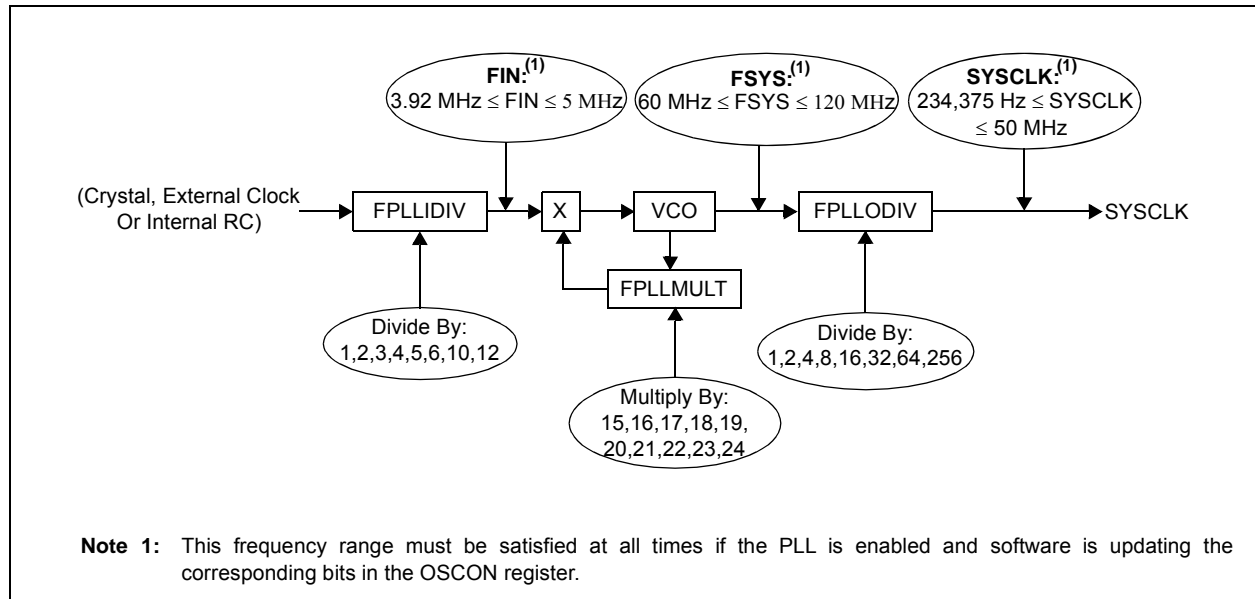 FIN:(1)
3.92 MHz ≤ FIN ≤ 5 MHz
FSYS:(1)
60 MHz ≤ FSYS ≤ 120 MHz
SYSCLK:(1)
234,375 Hz ≤ SYSCLK
≤ 50 MHz
(Crystal, External Clock
Or Internal RC)
FPLLIDIV
X
VCO
FPLLODIV
SYSCLK
FPLLMULT
Divide By:
1,2,3,4,5,6,10,12
Multiply By:
15,16,17,18,19,
20,21,22,23,24
Divide By:
1,2,4,8,16,32,64,256
Note 1: This frequency range must be satisfied at all times if the PLL is enabled and software is updating the
corresponding bits in the OSCON register.